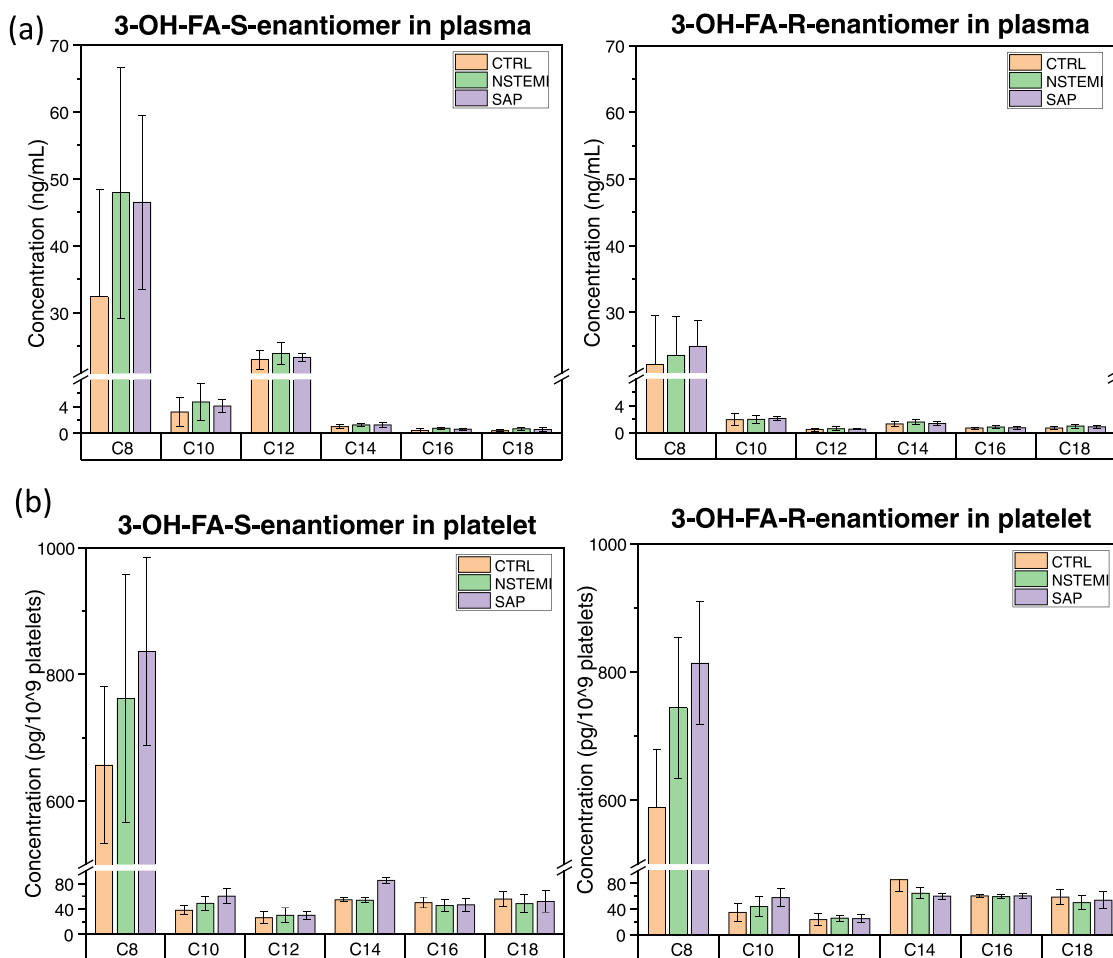 (a)
3-OH-FA-S-enantiomer in plasma
Concentration (ng/mL)
70
60
50
40
30
4
0
CTRL
NSTEMI
SAP
C8 C10 C12 C14 C16 C18
3-OH-FA-R-enantiomer in plasma
Concentration (ng/mL)
70
60
50
40
30
4
0
CTRL
NSTEMI
SAP
C8 C10 C12 C14 C16 C18
(b)
3-OH-FA-S-enantiomer in platelet
Concentration (pg/10^9 platelets)
1000
800
600
80
40
0
CTRL
NSTEMI
SAP
C8 C10 C12 C14 C16 C18
3-OH-FA-R-enantiomer in platelet
Concentration (pg/10^9 platelets)
1000
800
600
80
40
0
CTRL
NSTEMI
SAP
C8 C10 C12 C14 C16 C18